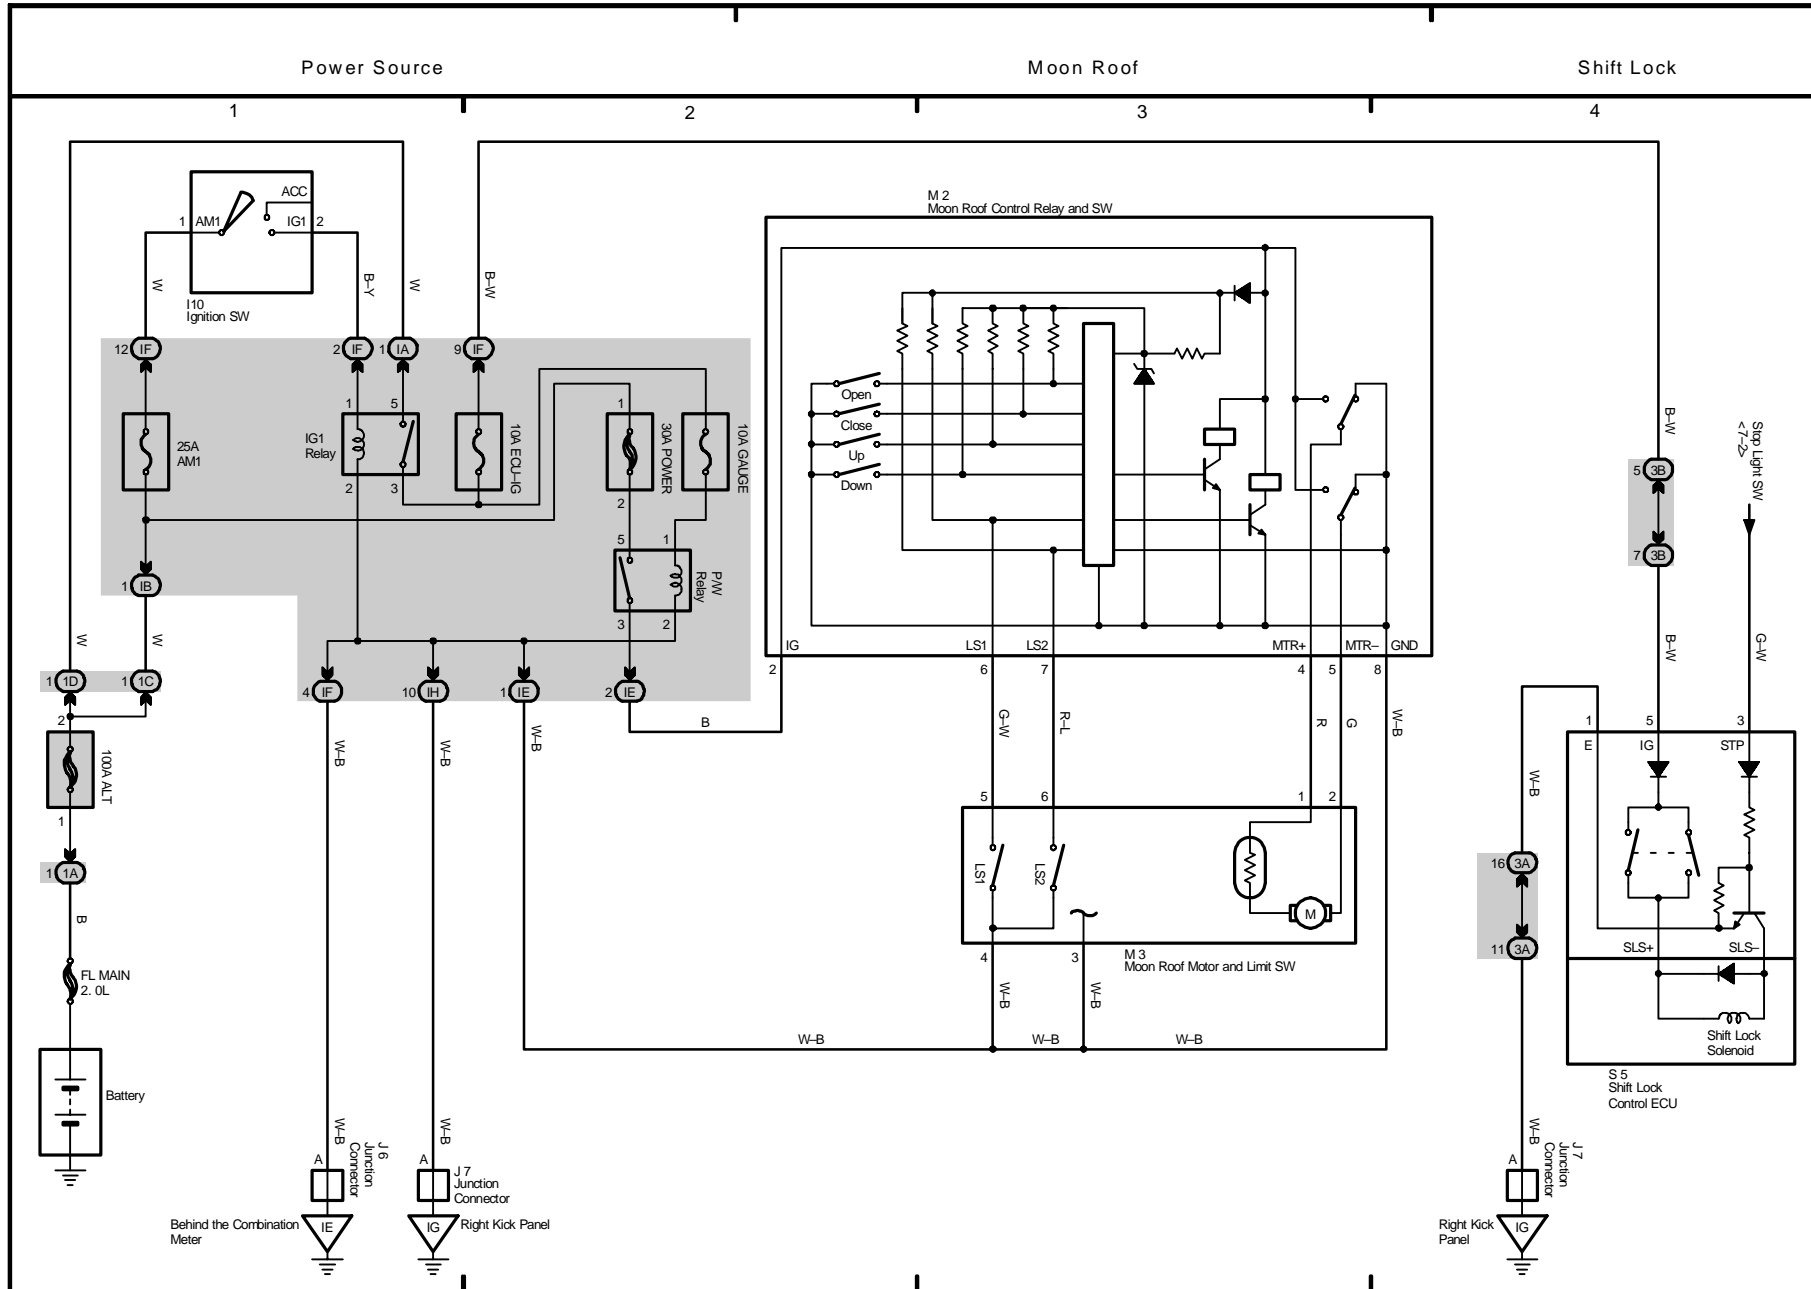 Power Source
Moon Roof
Shift Lock
1
2
3
4
ACC
1
AM1
IG1
2
W
B–Y
W
B–W
I10
Ignition SW
12
IF
2
IF
1
IA
9
IF
25A
AM1
1
5
IG1
Relay
2
3
10A ECU–IG
1
30A POWER
2
10A GAUGE
5
1
P/W
Relay
3
2
1
IB
W
W
1
1D
1
1C
4
IF
10
IH
1
IE
2
IE
2
100A ALT
1
1
1A
B
FL MAIN
2. 0L
Battery
W–B
W–B
W–B
B
M 2
Moon Roof Control Relay and SW
Open
Close
Up
Down
IG
LS1
LS2
MTR+
MTR–
GND
2
6
7
4
5
8
G–W
R–L
R
G
W–B
5
6
1
2
LS1
LS2
M
4
3
M 3
Moon Roof Motor and Limit SW
W–B
W–B
W–B
W–B
W–B
W–B
A
J 6
Junction
Connector
W–B
A
J 7
Junction
Connector
Behind the Combination
Meter
IE
IG
Right Kick Panel
B–W
Stop Light SW
<7–2>
5
3B
7
3B
B–W
G–W
1
5
3
E
IG
STP
W–B
16
3A
11
3A
SLS+
SLS–
Shift Lock
Solenoid
S 5
Shift Lock
Control ECU
W–B
A
J 7
Junction
Connector
Right Kick
Panel
IG